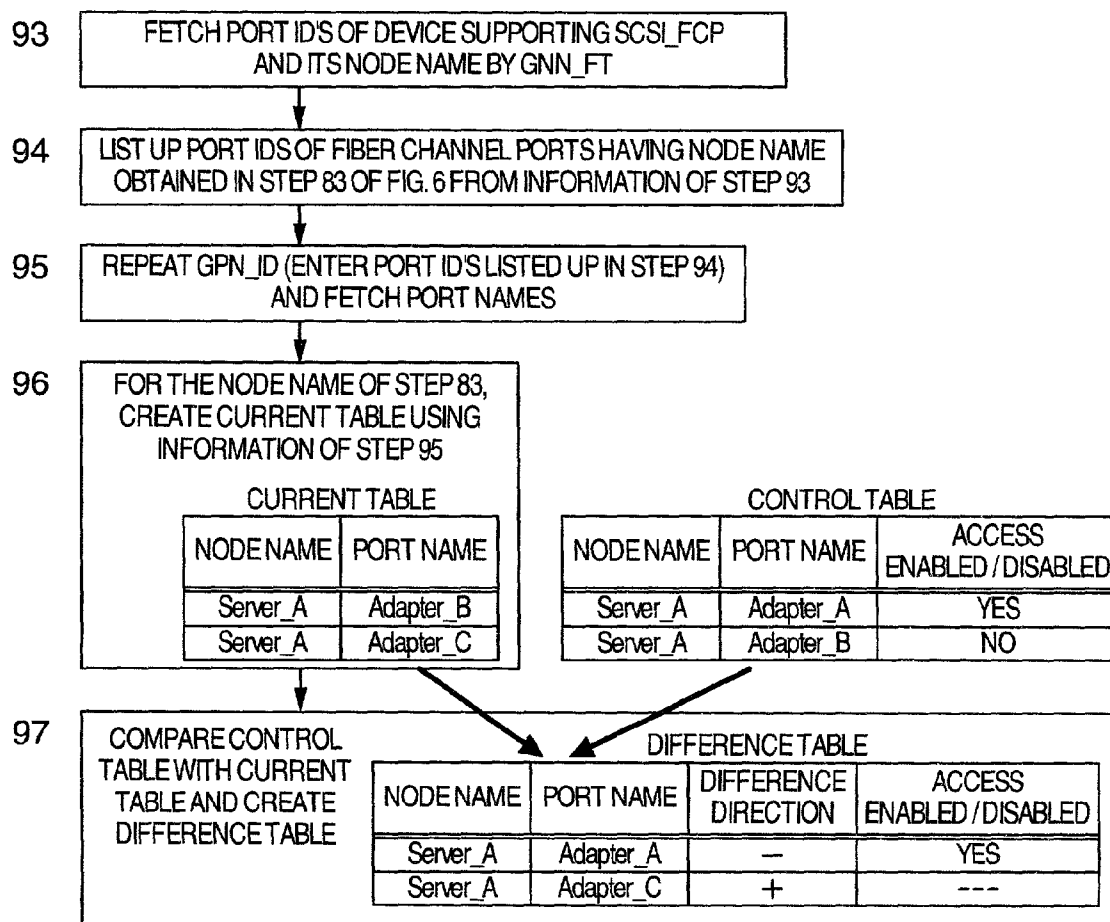 93
FETCH PORT ID'S OF DEVICE SUPPORTING SCSI_FCP
AND ITS NODE NAME BY GNN_FT
94
LIST UP PORT IDS OF FIBER CHANNEL PORTS HAVING NODE NAME
OBTAINED IN STEP 83 OF FIG. 6 FROM INFORMATION OF STEP 93
95
REPEAT GPN_ID (ENTER PORT ID'S LISTED UP IN STEP 94)
AND FETCH PORT NAMES
96
FOR THE NODE NAME OF STEP 83,
CREATE CURRENT TABLE USING
INFORMATION OF STEP 95
CURRENT TABLE
NODE NAME PORT NAME
Server_A Adapter_B
Server_A Adapter_C
CONTROL TABLE
NODE NAME PORT NAME ACCESS
ENABLED / DISABLED
Server_A Adapter_A YES
Server_A Adapter_B NO
97
COMPARE CONTROL
TABLE WITH CURRENT
TABLE AND CREATE
DIFFERENCE TABLE
DIFFERENCE TABLE
NODE NAME PORT NAME DIFFERENCE
DIRECTION ACCESS
ENABLED / DISABLED
Server_A Adapter_A — YES
Server_A Adapter_C + ---